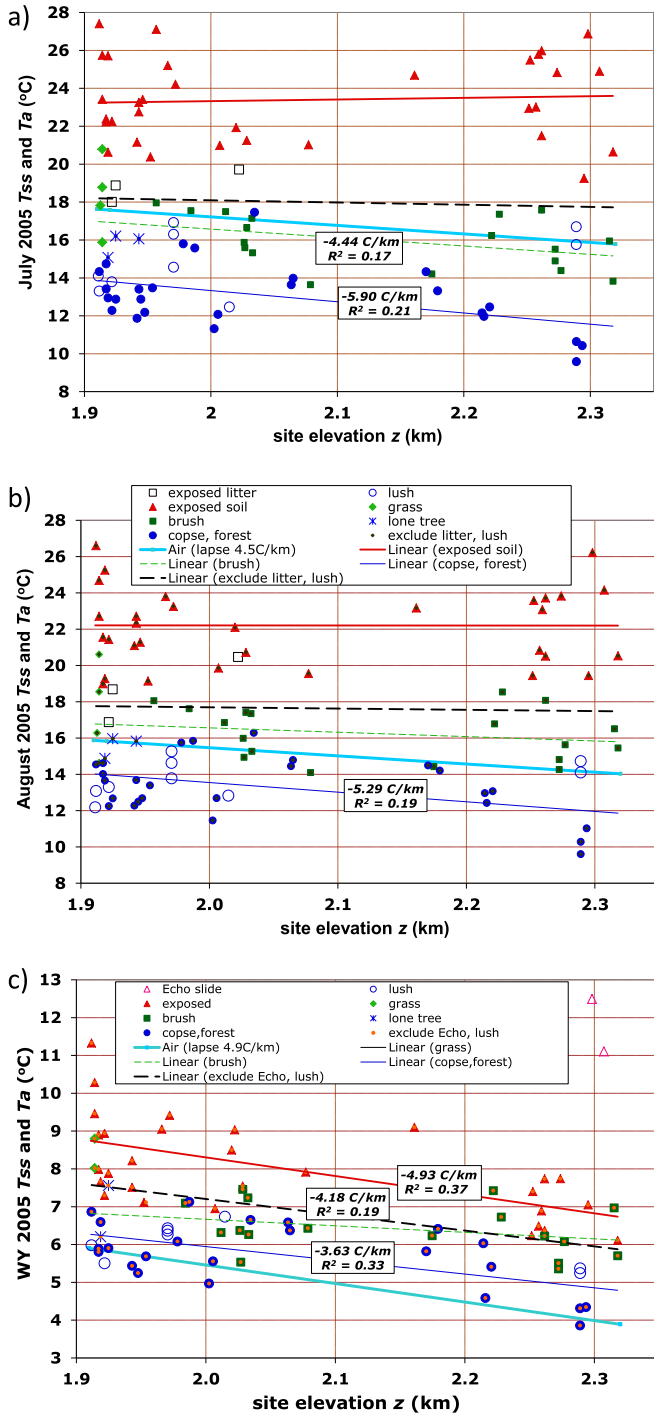 a)
28
26
24
22
20
18
16
14
12
10
8
July 2005 Tss and Ta (°C)
-4.44 C/km
R² = 0.17
-5.90 C/km
R² = 0.21
1.9 2 2.1 2.2 2.3
site elevation z (km)
b)
exposed litter lush
exposed soil grass
brush lone tree
copse, forest exclude litter, lush
Air (lapse 4.5C/km) Linear (exposed soil)
Linear (brush) Linear (copse, forest)
Linear (exclude litter, lush)
28
26
24
22
20
18
16
14
12
10
8
August 2005 Tss and Ta (°C)
-5.29 C/km
R² = 0.19
1.9 2.0 2.1 2.2 2.3
site elevation z (km)
c)
Echo slide lush
exposed grass
brush lone tree
copse,forest exclude Echo, lush
Air (lapse 4.9C/km) Linear (grass)
Linear (brush) Linear (copse,forest)
Linear (exclude Echo, lush)
13
12
11
10
9
8
7
6
5
4
3
WY 2005 Tss and Ta (°C)
-4.93 C/km
R² = 0.37
-4.18 C/km
R² = 0.19
-3.63 C/km
R² = 0.33
1.9 2.0 2.1 2.2 2.3
site elevation z (km)